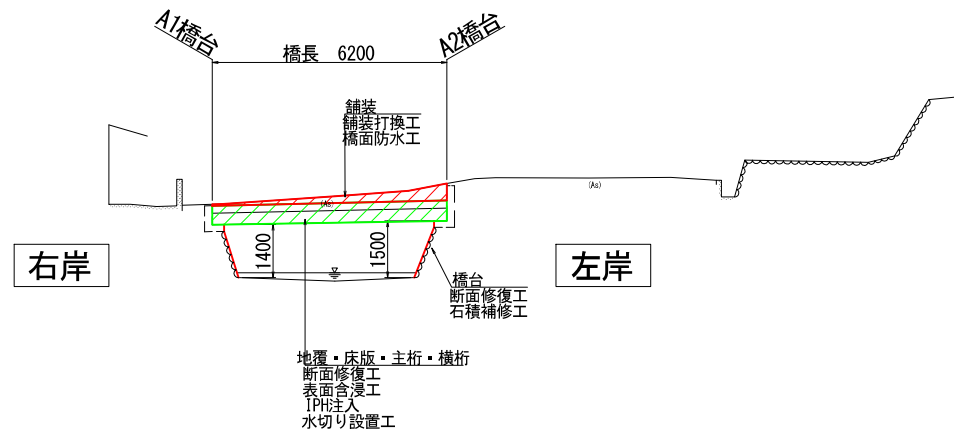 A1橋台
A2橋台
橋長 6200
舗装
舗装打換工
橋面防水工
(As)
(As)
1400
1500
右岸
左岸
橋台
断面修復工
石積補修工
地覆・床版・主桁・横桁
断面修復工
表面含浸工
IPH注入
水切り設置工